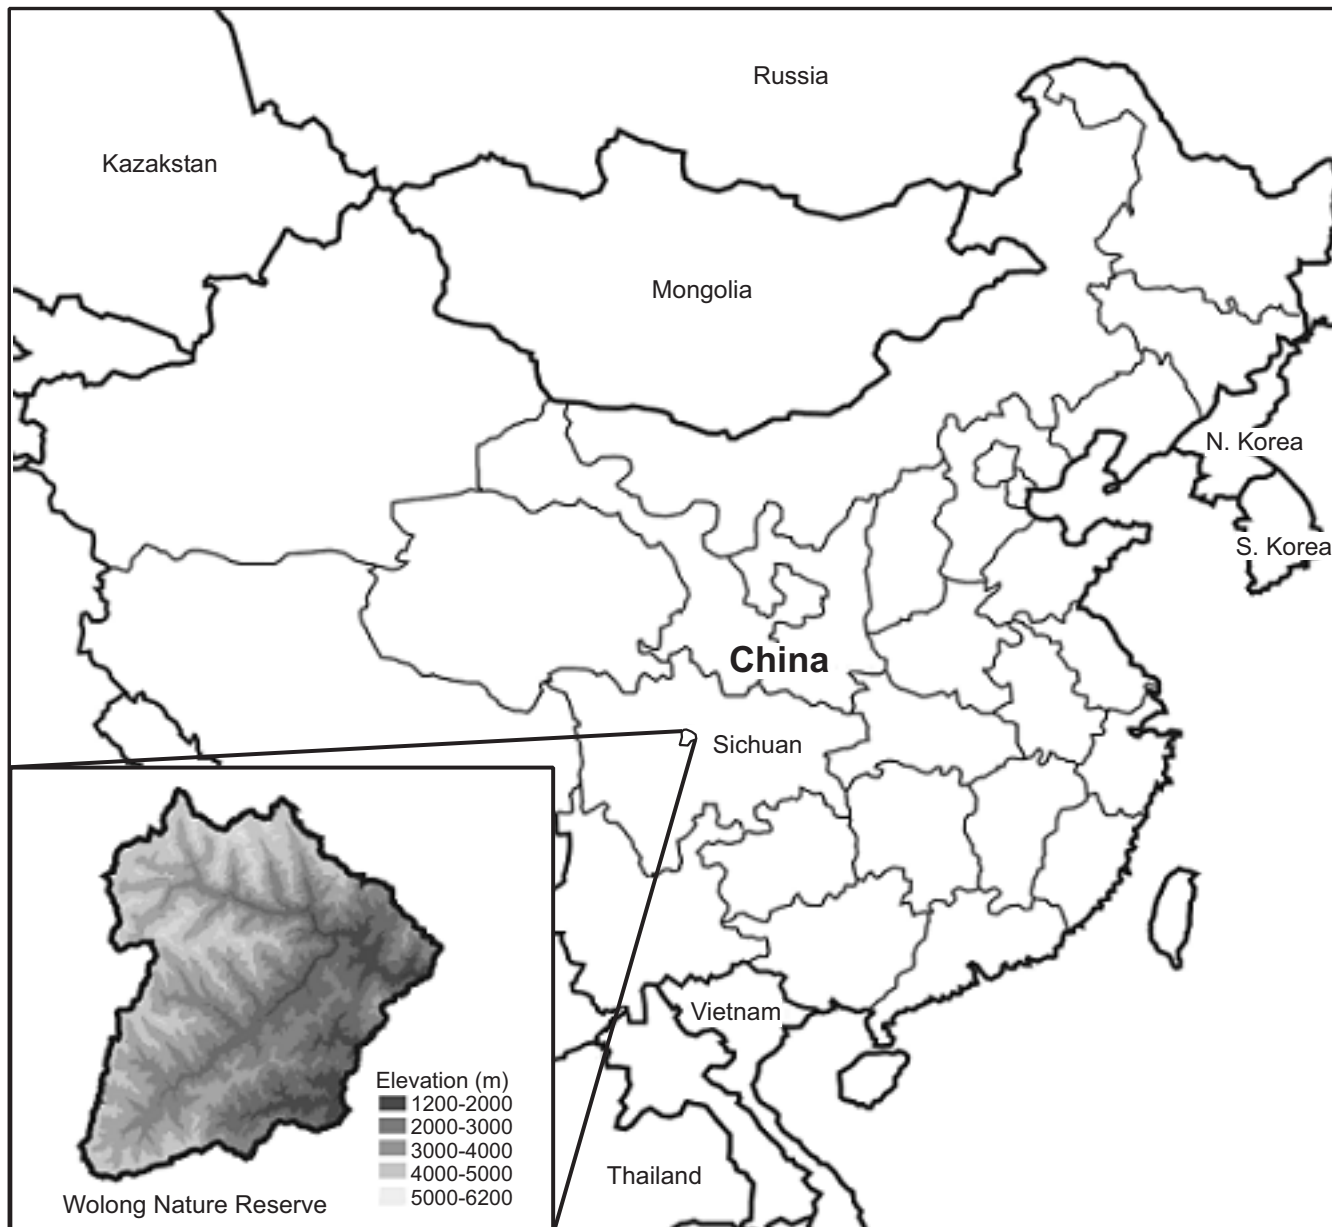 Russia
Kazakstan
Mongolia
N. Korea
S. Korea
China
Sichuan
Vietnam
Elevation (m)
1200-2000
2000-3000
3000-4000
4000-5000
5000-6200
Thailand
Wolong Nature Reserve